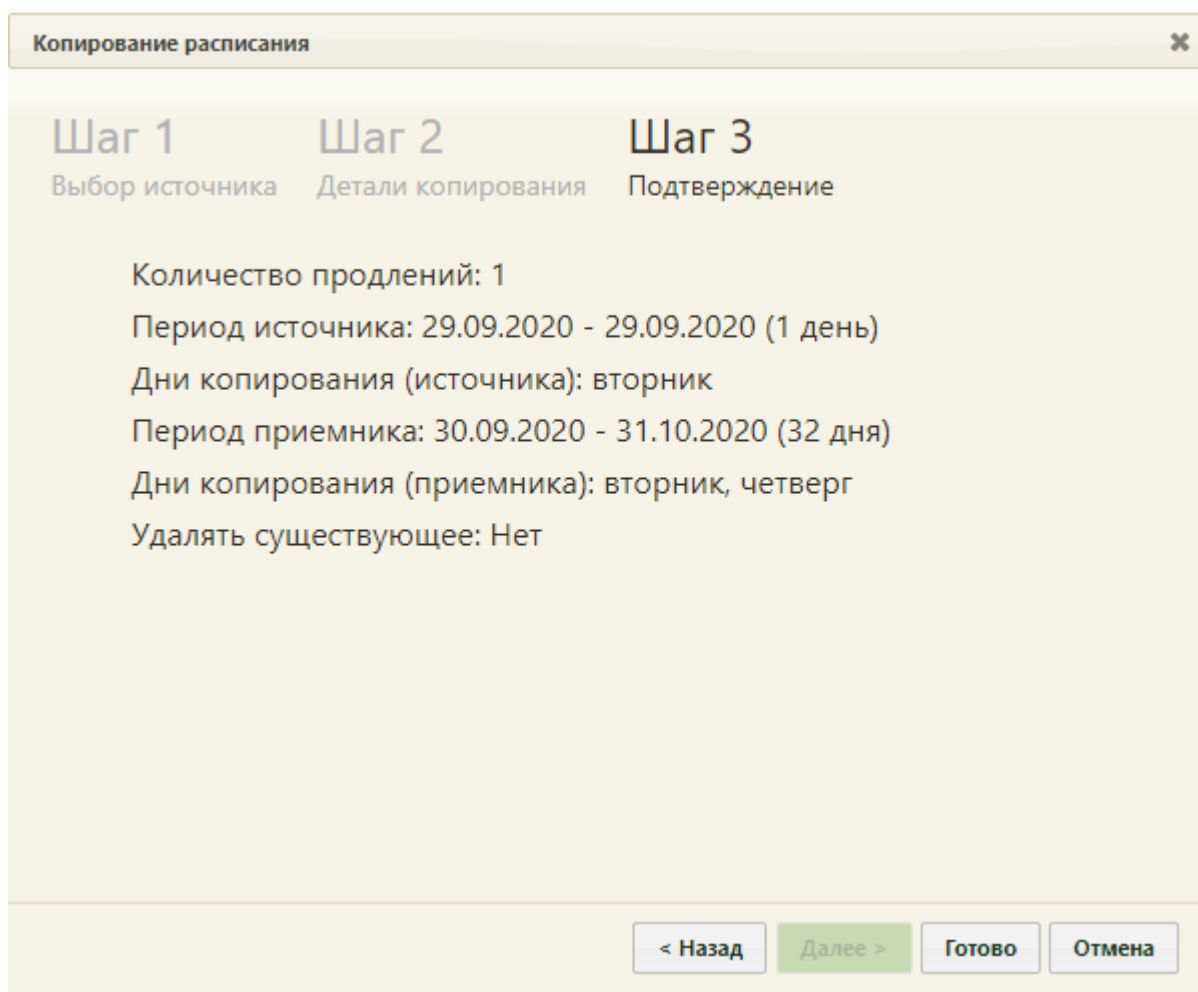 Копирование расписания
Шаг 1 Шаг 2 Шаг 3
Выбор источника Детали копирования Подтверждение
Количество продлений: 1
Период источника: 29.09.2020 - 29.09.2020 (1 день)
Дни копирования (источника): вторник
Период приемника: 30.09.2020 - 31.10.2020 (32 дня)
Дни копирования (приемника): вторник, четверг
Удалять существующее: Нет
< Назад Далее > Готово Отмена